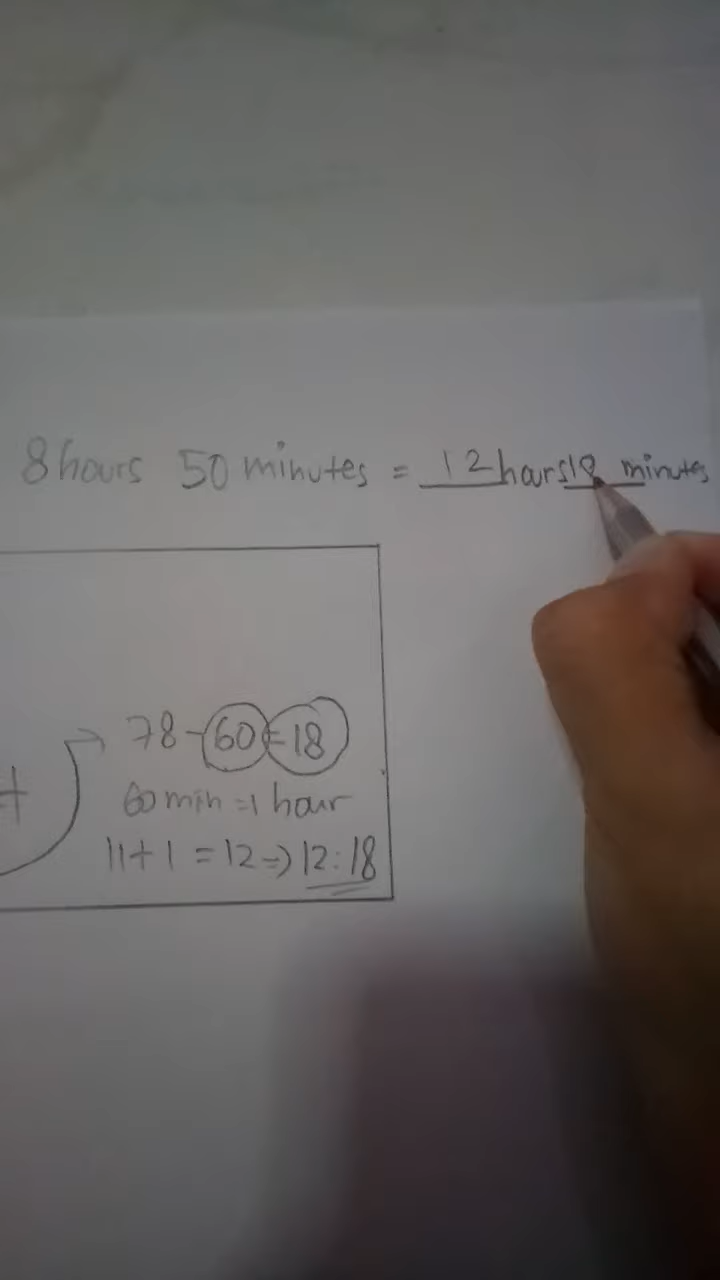 8 hours 50 minutes = 12 hours 18 minutes
78 - 60 = 18
60 min = 1 hour
11 + 1 = 12 => 12:18